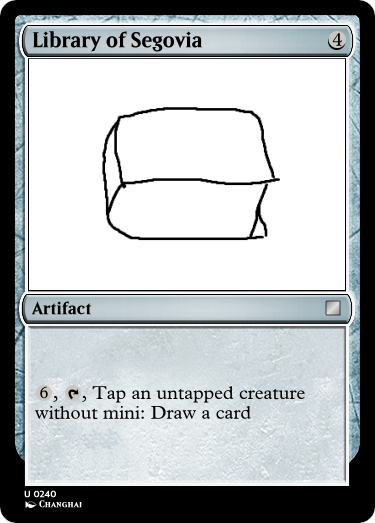 Library of Segovia 4
Artifact
6, , Tap an untapped creature
without mini: Draw a card
U 0240
Changhai